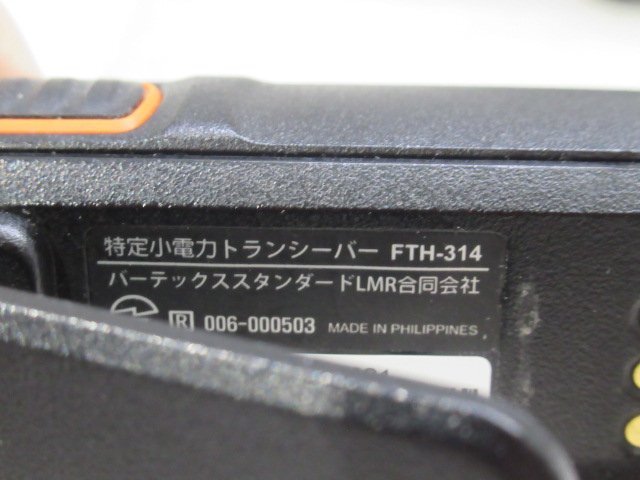 特定小電力トランシーバー FTH-314
バーテックススタンダードLMR合同会社
R 006-000503 MADE IN PHILIPPINES